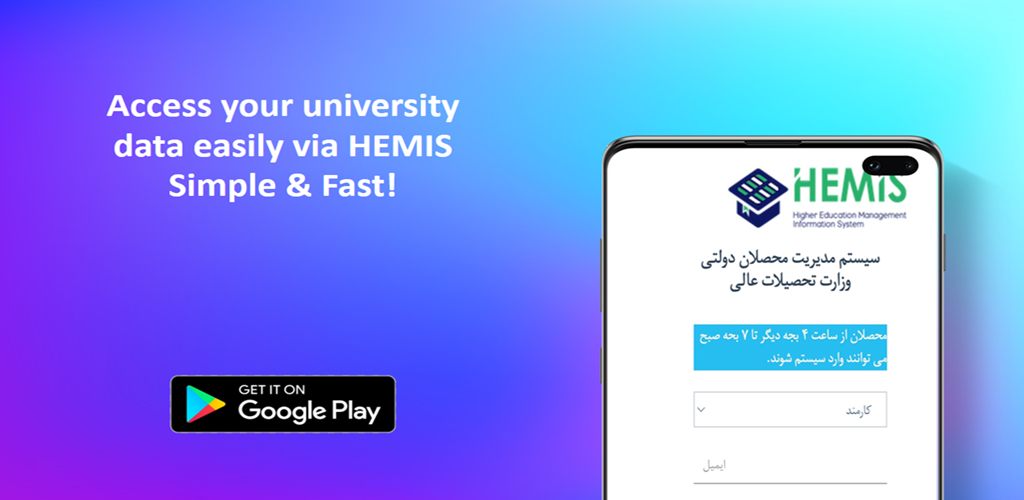 Access your university
data easily via HEMIS
Simple & Fast!
GET IT ON
Google Play
HEMIS
Higher Education Management
Information System
سیستم مدیریت محصلان دولتی
وزارت تحصیلات عالی
محصلان از ساعت ۴ بجه دیگر تا ۷ بجه صبح
می توانند وارد سیستم شوند.
کارمند
ایمیل